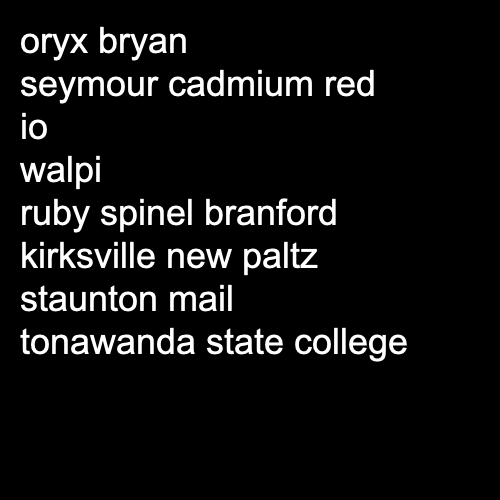 oryx bryan
seymour cadmium red
io
walpi
ruby spinel branford
kirksville new paltz
staunton mail
tonawanda state college